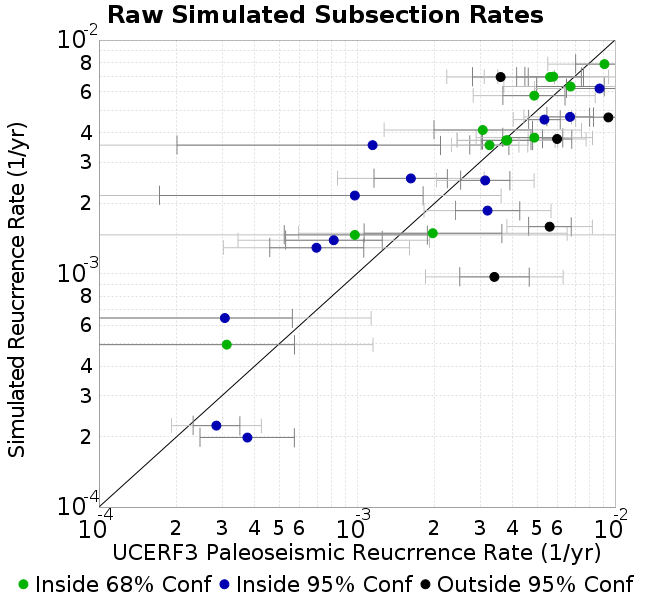 Raw Simulated Subsection Rates
Simulated Reucrrence Rate (1/yr)
10-2
8
6
4
3
2
10-3
8
6
4
3
2
10-4
10-4 2 3 4 5 6 10-3 2 3 4 5 6 10-2
UCERF3 Paleoseismic Reucrrence Rate (1/yr)
Inside 68% Conf Inside 95% Conf Outside 95% Conf